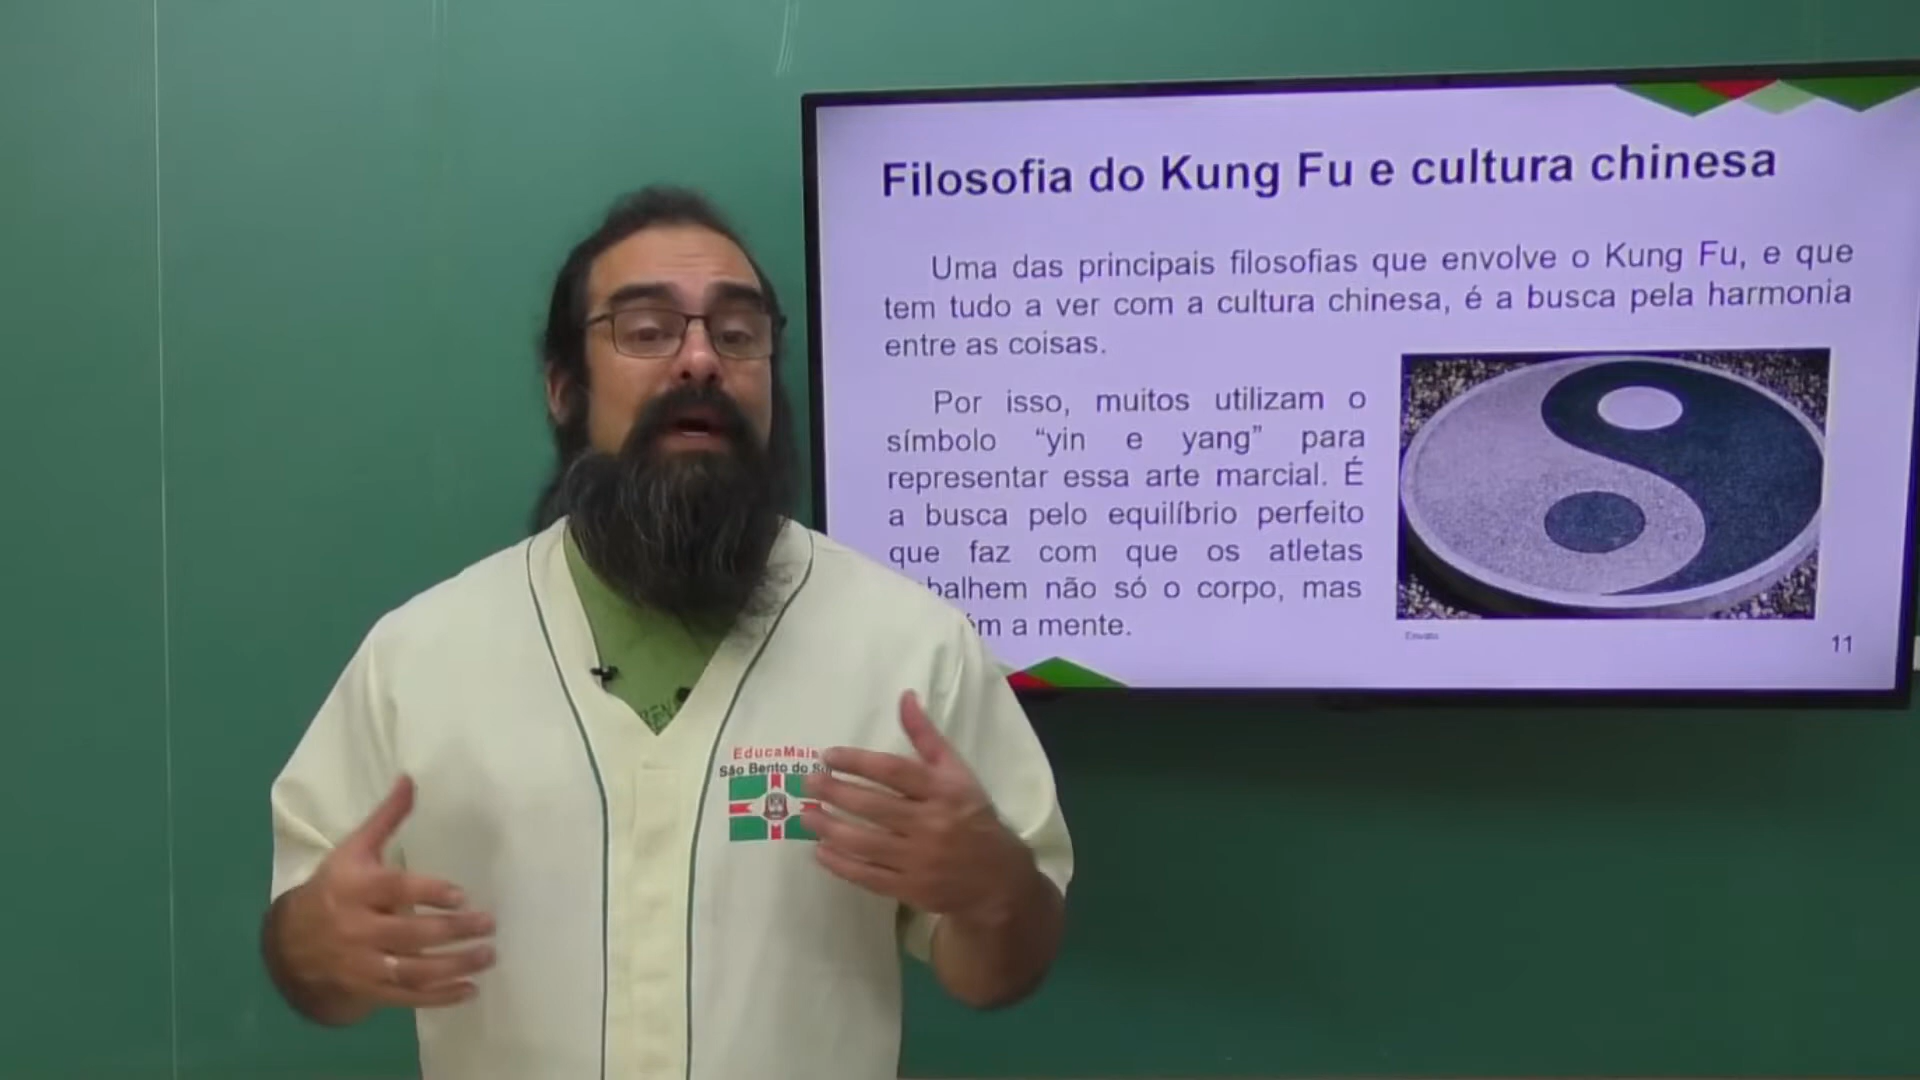 Filosofia do Kung Fu e cultura chinesa
Uma das principais filosofias que envolve o Kung Fu, e que
tem tudo a ver com a cultura chinesa, é a busca pela harmonia
entre as coisas.
Por isso, muitos utilizam o
símbolo “yin e yang” para
representar essa arte marcial. É
a busca pelo equilíbrio perfeito
que faz com que os atletas
balhem não só o corpo, mas
ém a mente.
Envato
11
EducaMais
São Bento do Su